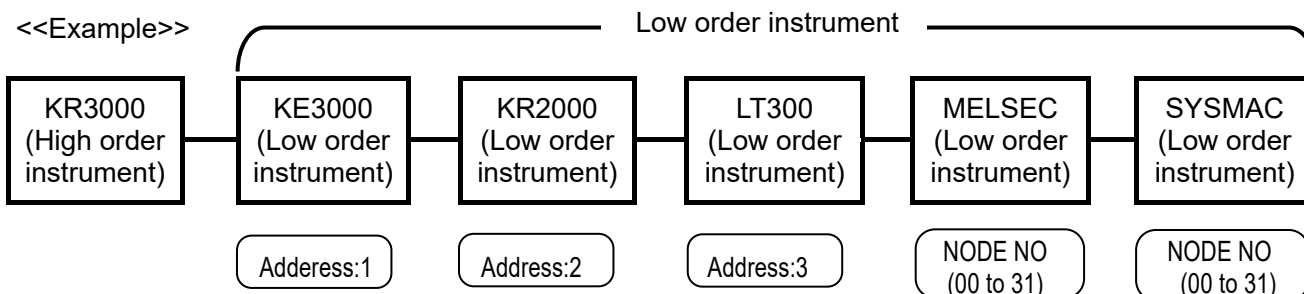 <<Example>>
Low order instrument
KR3000
(High order
instrument)
KE3000
(Low order
instrument)
KR2000
(Low order
instrument)
LT300
(Low order
instrument)
MELSEC
(Low order
instrument)
SYSMAC
(Low order
instrument)
Adderess:1
Address:2
Address:3
NODE NO
(00 to 31)
NODE NO
(00 to 31)